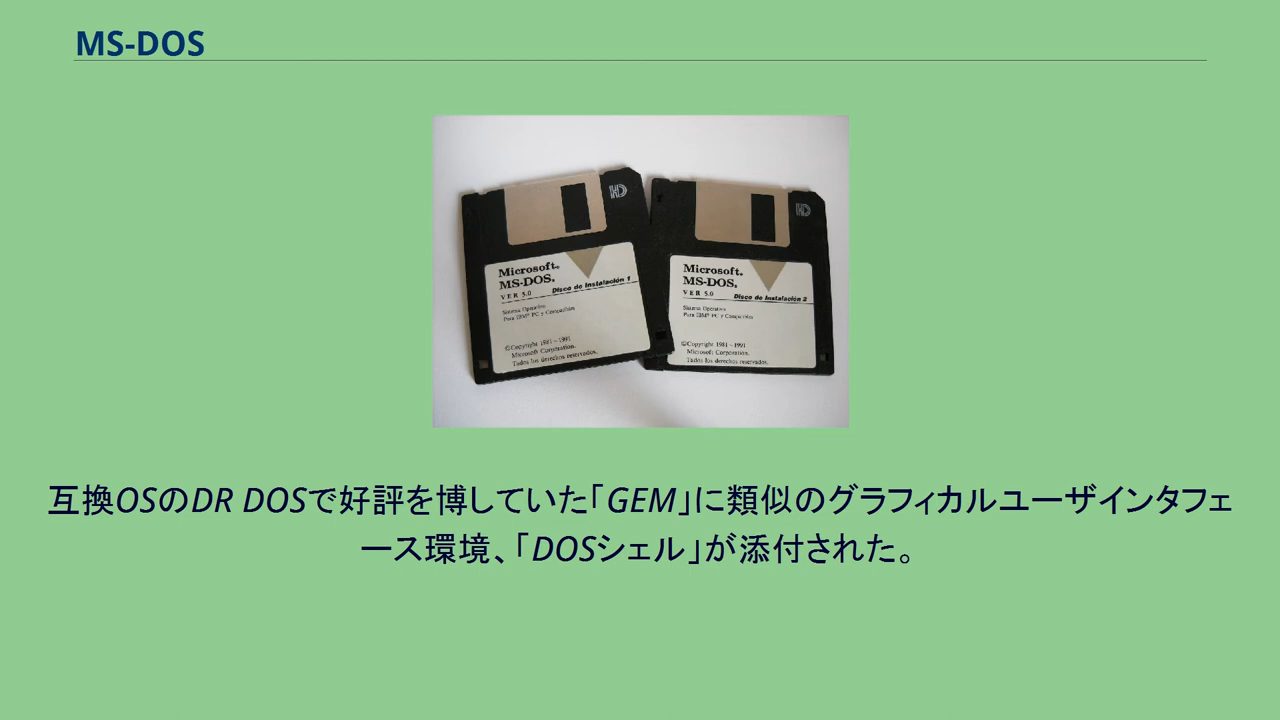 MS-DOS
HD
Microsoft.
MS-DOS.
VER 5.0 Disco de Instalación 1
Sistema Operativo
Para IBM® PC y Compatibles
©Copyright 1981 - 1991
Microsoft Corporation.
Todos los derechos reservados.
HD
Microsoft.
MS-DOS.
VER 5.0 Disco de Instalación 2
Sistema Operativo
Para IBM® PC y Compatibles
©Copyright 1981 - 1991
Microsoft Corporation.
Todos los derechos reservados.
互換OSのDR DOSで好評を博していた「GEM」に類似のグラフィカルユーザインタフェ
ース環境、「DOSシェル」が添付された。